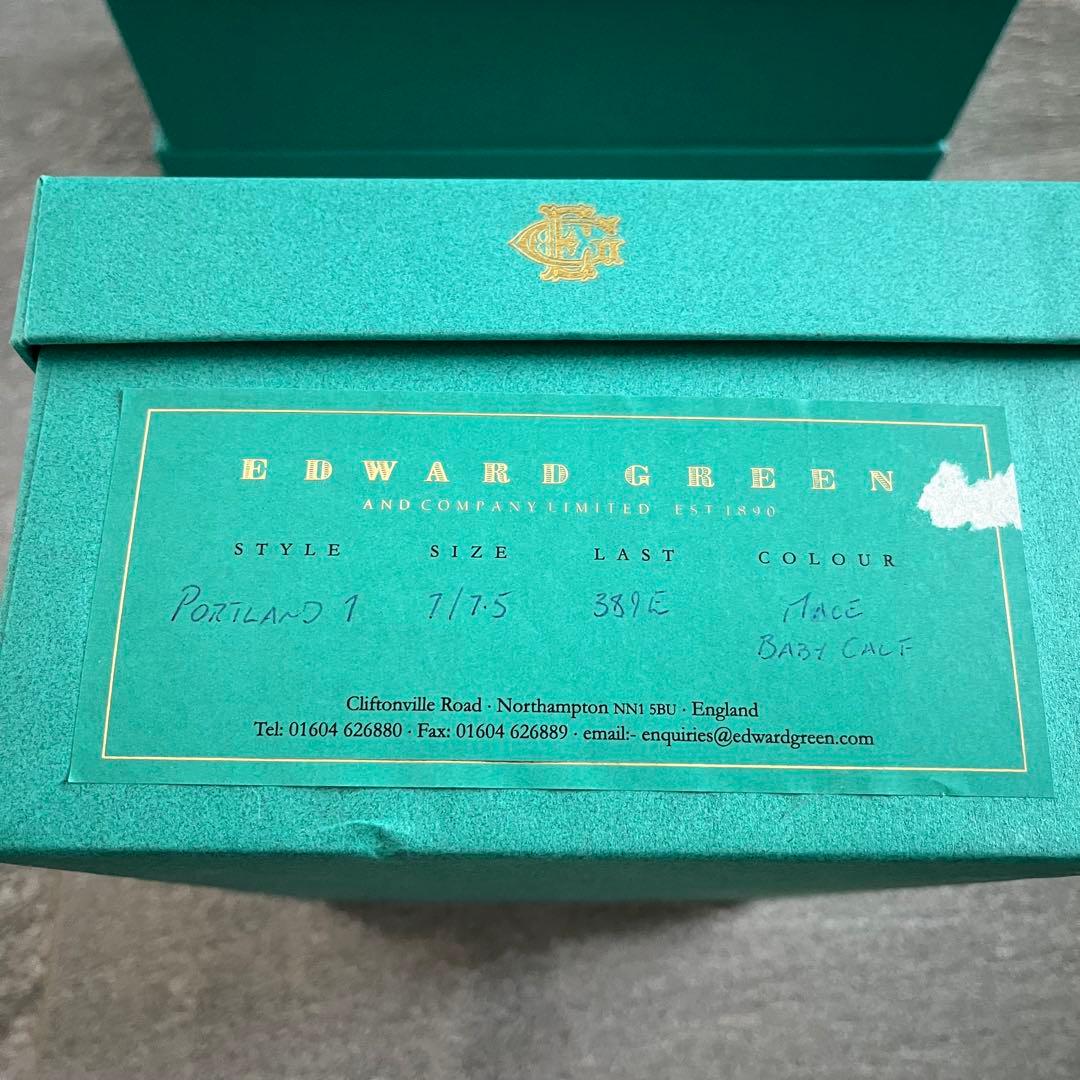 EDWARD GREEN
AND COMPANY LIMITED EST 1890
STYLE SIZE LAST COLOUR
PORTLAND 1 7/7.5 389E MACE
BABY CALF
Cliftonville Road · Northampton NN1 5BU · England
Tel: 01604 626880 · Fax: 01604 626889 · email:- enquiries@edwardgreen.com